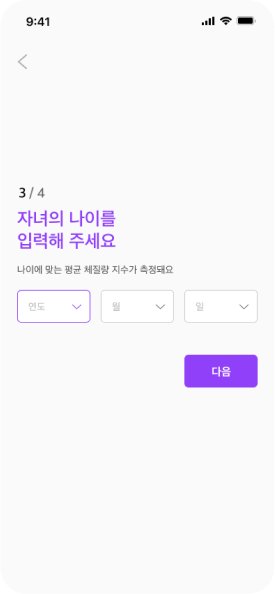 9:41
3 / 4
자녀의 나이를
입력해 주세요
나이에 맞는 평균 체질량 지수가 측정돼요
연도
월
일
다음